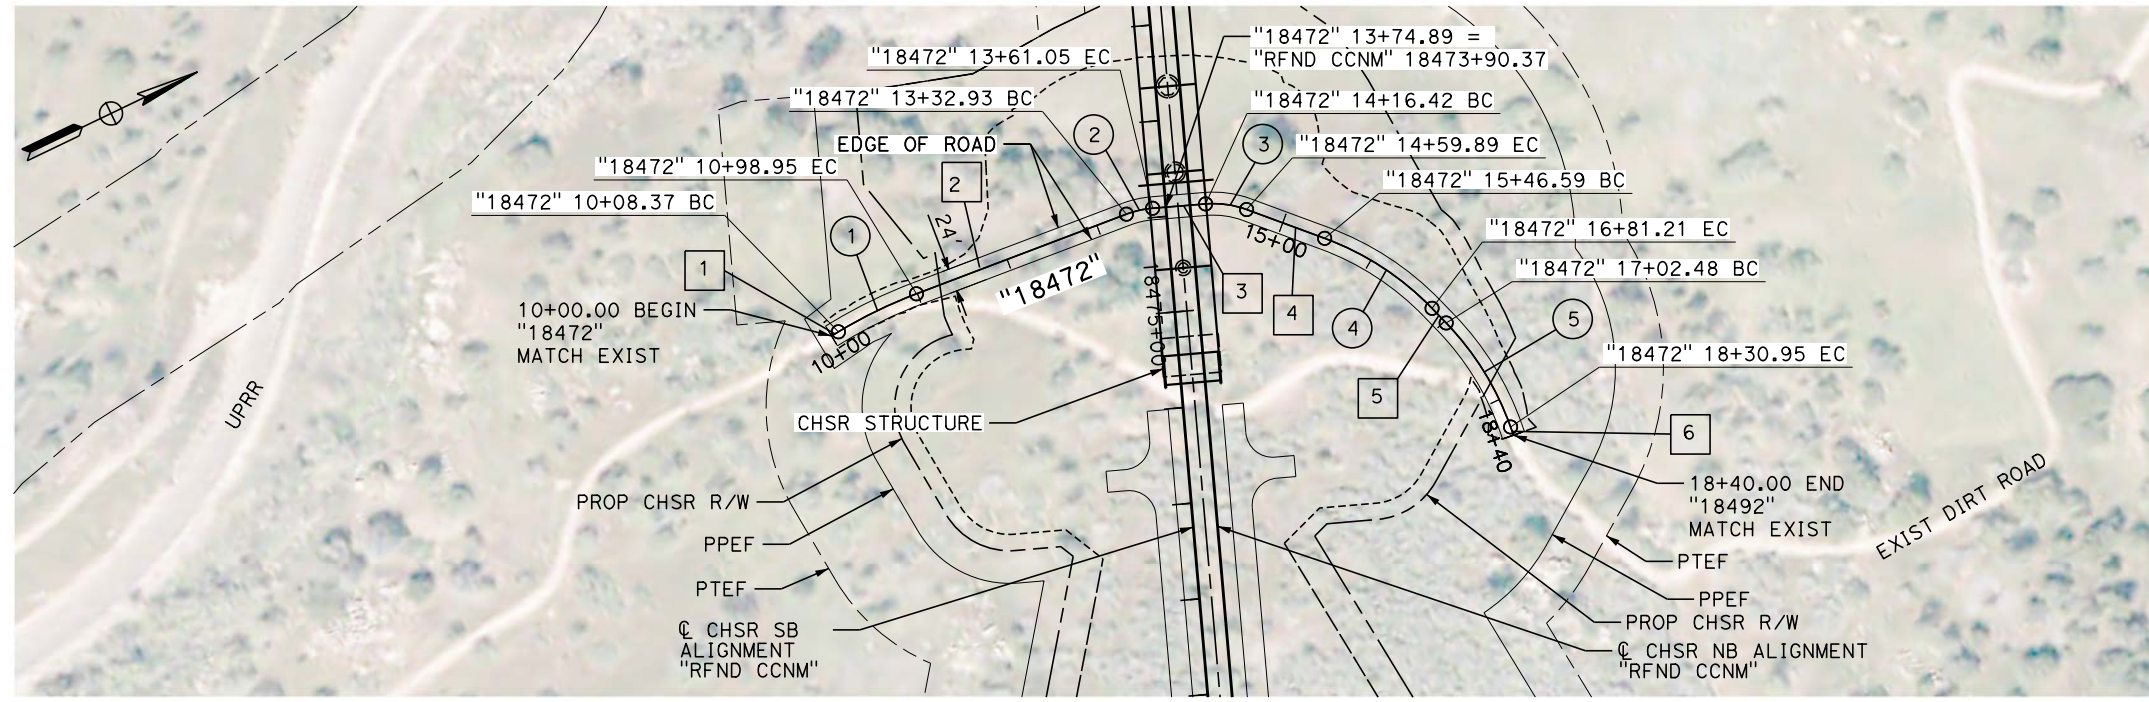 "18472" 13+74.89 =
"RFND CCNM" 18473+90.37
"18472" 13+61.05 EC
"18472" 13+32.93 BC
"18472" 14+16.42 BC
2
3
EDGE OF ROAD
"18472" 14+59.89 EC
"18472" 10+98.95 EC
2
"18472" 15+46.59 BC
"18472" 10+08.37 BC
24'
"18472" 16+81.21 EC
1
15+00
1
"18472" 17+02.48 BC
"18472"
18475+00
3
4
4
5
10+00.00 BEGIN
"18472"
MATCH EXIST
10+00
"18472" 18+30.95 EC
UPRR
5
CHSR STRUCTURE
18+40
6
PROP CHSR R/W
18+40.00 END
"18492"
MATCH EXIST
EXIST DIRT ROAD
PPEF
PTEF
PTEF
PPEF
℄ CHSR SB
ALIGNMENT
"RFND CCNM"
PROP CHSR R/W
℄ CHSR NB ALIGNMENT
"RFND CCNM"